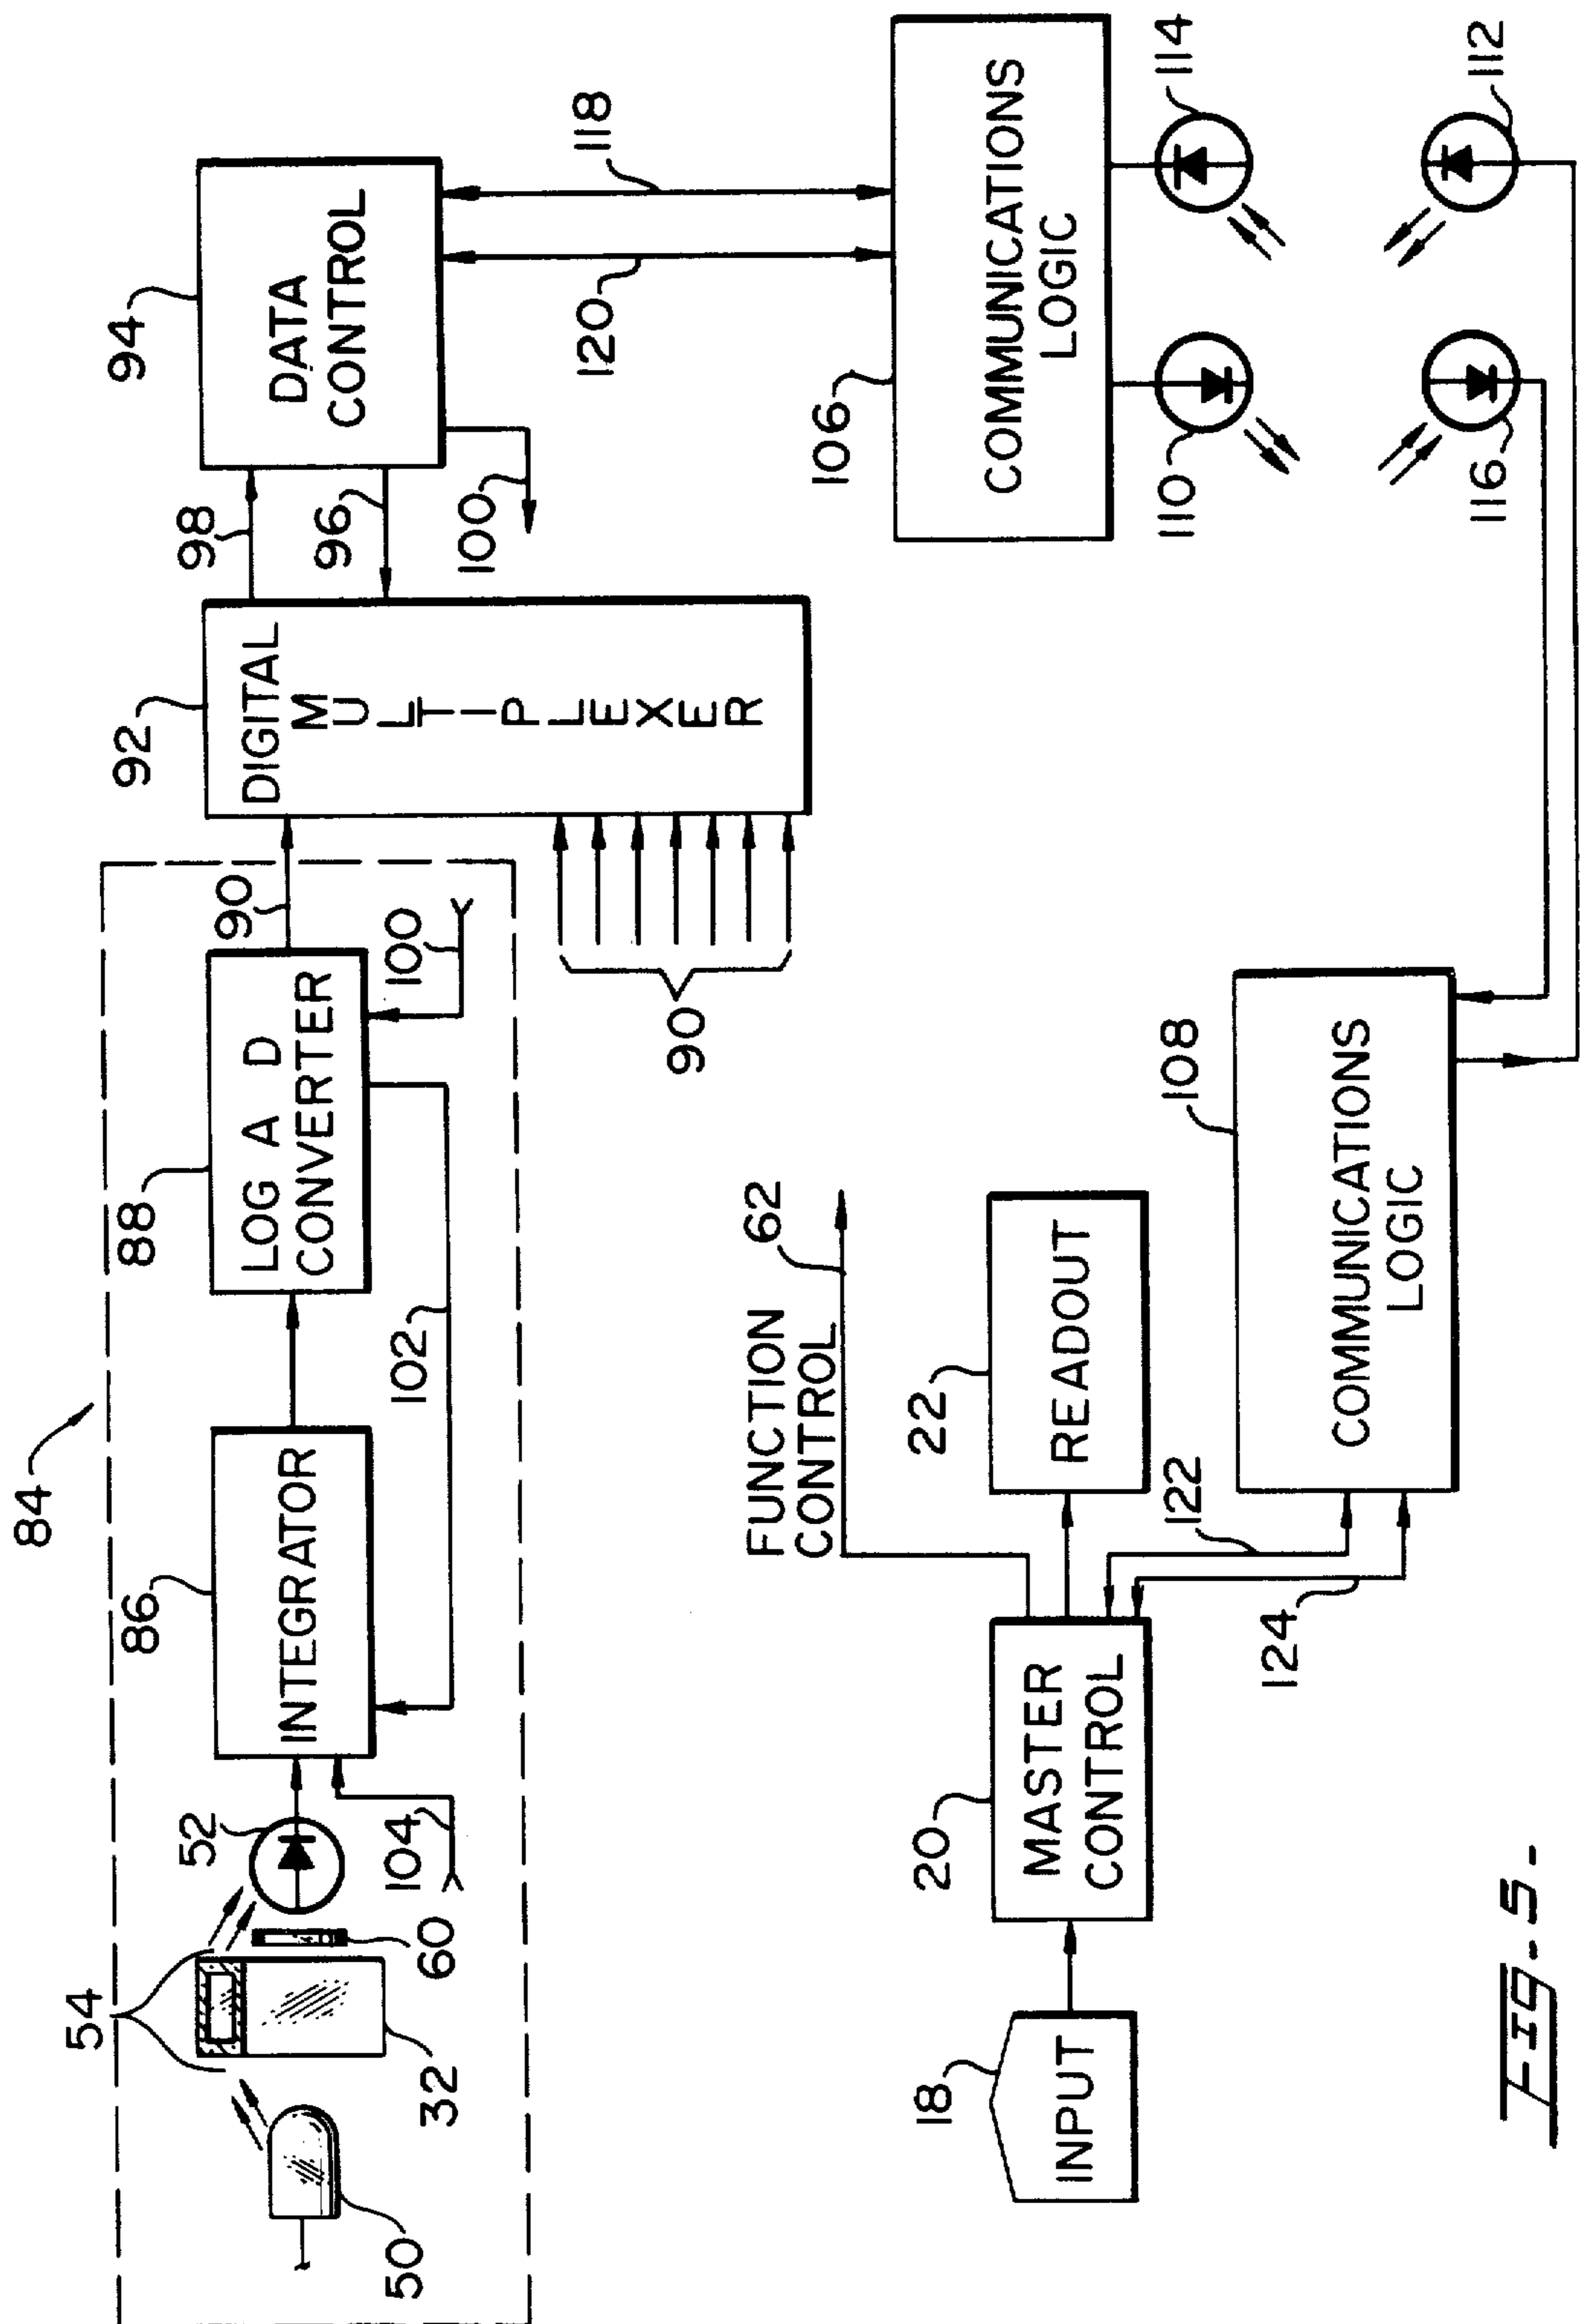 84
54
50
32
60
52
104
86
INTEGRATOR
102
88
LOG A D
CONVERTER
90
100
92
DIGITAL
MULTIPLEXER
90
98
96
94
DATA
CONTROL
100
120
118
106
COMMUNICATIONS
LOGIC
110
114
116
112
18
INPUT
20
MASTER
CONTROL
FUNCTION
CONTROL
62
22
READOUT
122
124
108
COMMUNICATIONS
LOGIC
FIG. 5.